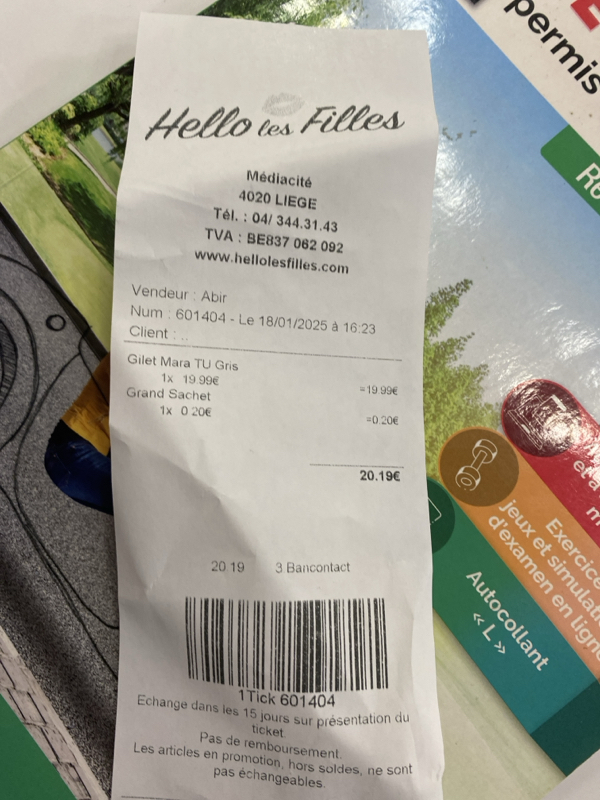 Hello les Filles
Médiacité
4020 LIEGE
Tél. : 04/ 344.31.43
TVA : BE837 062 092
www.hellolesfilles.com
Vendeur : Abir
Num : 601404 - Le 18/01/2025 à 16:23
Client : ..
Gilet Mara TU Gris
1x 19.99€ =19.99€
Grand Sachet
1x 0 20€ =0.20€
20.19€
20 19 3 Bancontact
1Tick 601404
Echange dans les 15 jours sur présentation du
ticket.
Pas de remboursement.
Les articles en promotion, hors soldes, ne sont
pas échangeables.
permis
et à
Exercice
jeux et simulati
d'examen en lign
Autocollant
« L »